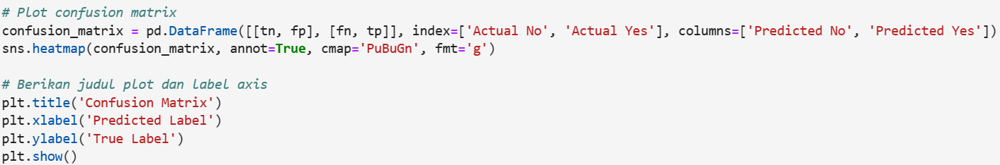 # Plot confusion matrix
confusion_matrix = pd.DataFrame([[tn, fp], [fn, tp]], index=['Actual No', 'Actual Yes'], columns=['Predicted No', 'Predicted Yes'])
sns.heatmap(confusion_matrix, annot=True, cmap='PuBuGn', fmt='g')

# Berikan judul plot dan label axis
plt.title('Confusion Matrix')
plt.xlabel('Predicted Label')
plt.ylabel('True Label')
plt.show()